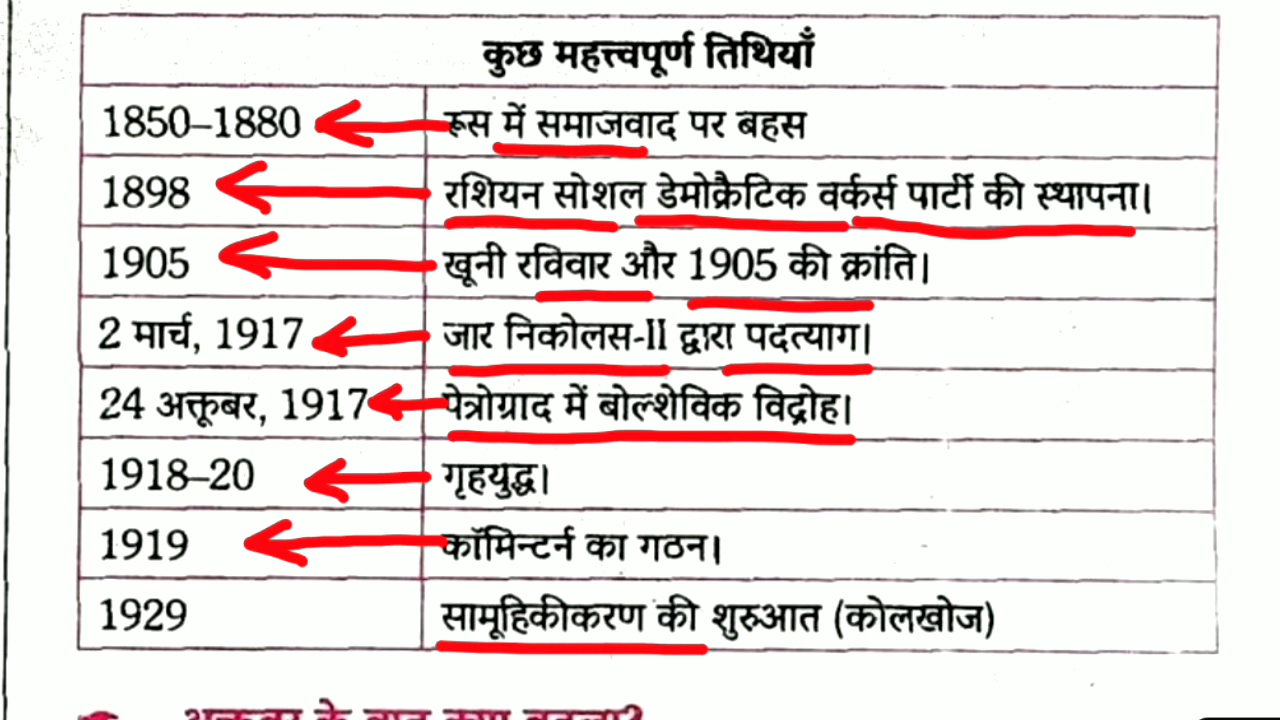 कुछ महत्त्वपूर्ण तिथियाँ
1850–1880 रूस में समाजवाद पर बहस
1898 रशियन सोशल डेमोक्रैटिक वर्कर्स पार्टी की स्थापना।
1905 खूनी रविवार और 1905 की क्रांति।
2 मार्च, 1917 जार निकोलस-II द्वारा पदत्याग।
24 अक्तूबर, 1917 पेत्रोग्राद में बोल्शेविक विद्रोह।
1918–20 गृहयुद्ध।
1919 कॉमिन्टर्न का गठन।
1929 सामूहिकीकरण की शुरुआत (कोलखोज)